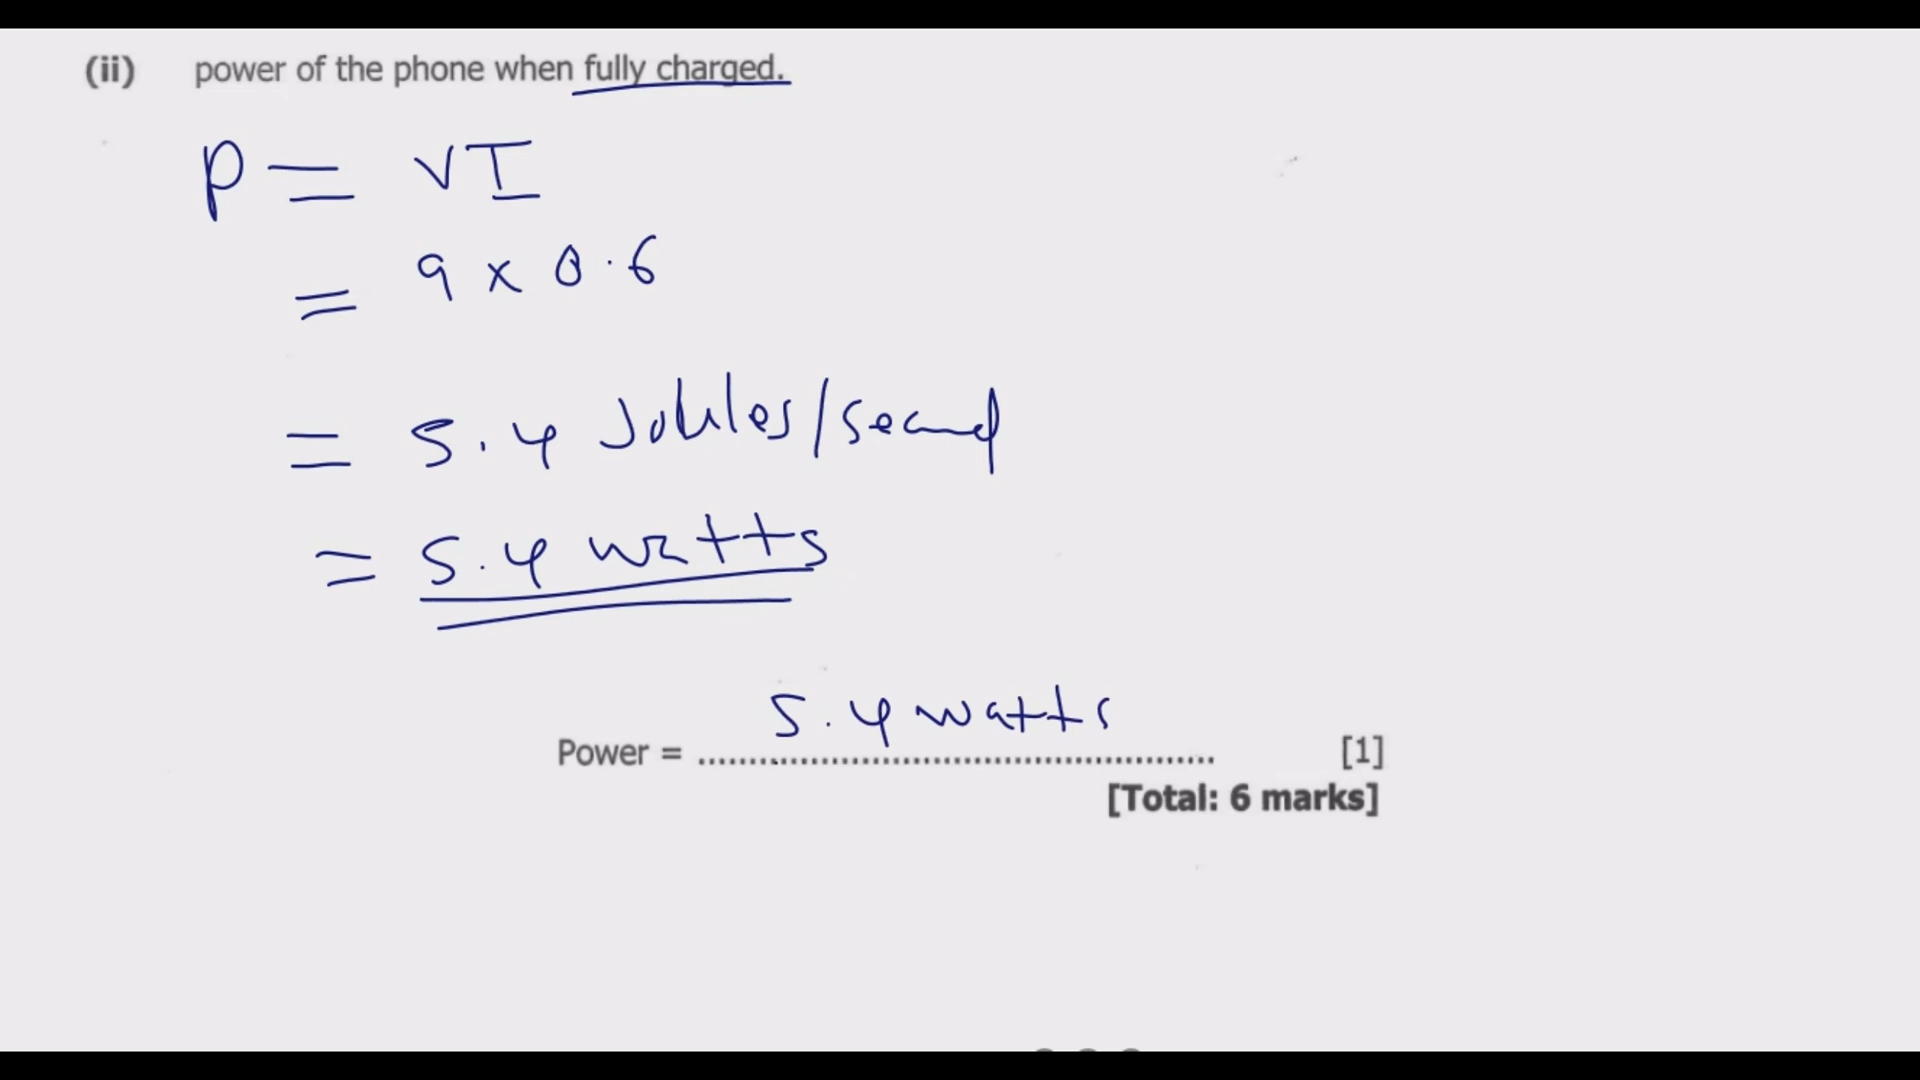 (ii) power of the phone when fully charged.
P = VI
= 9 x 0.6
= 5.4 Joules/second
= 5.4 watts
5.4 watts
Power = ........................................................ [1]
[Total: 6 marks]